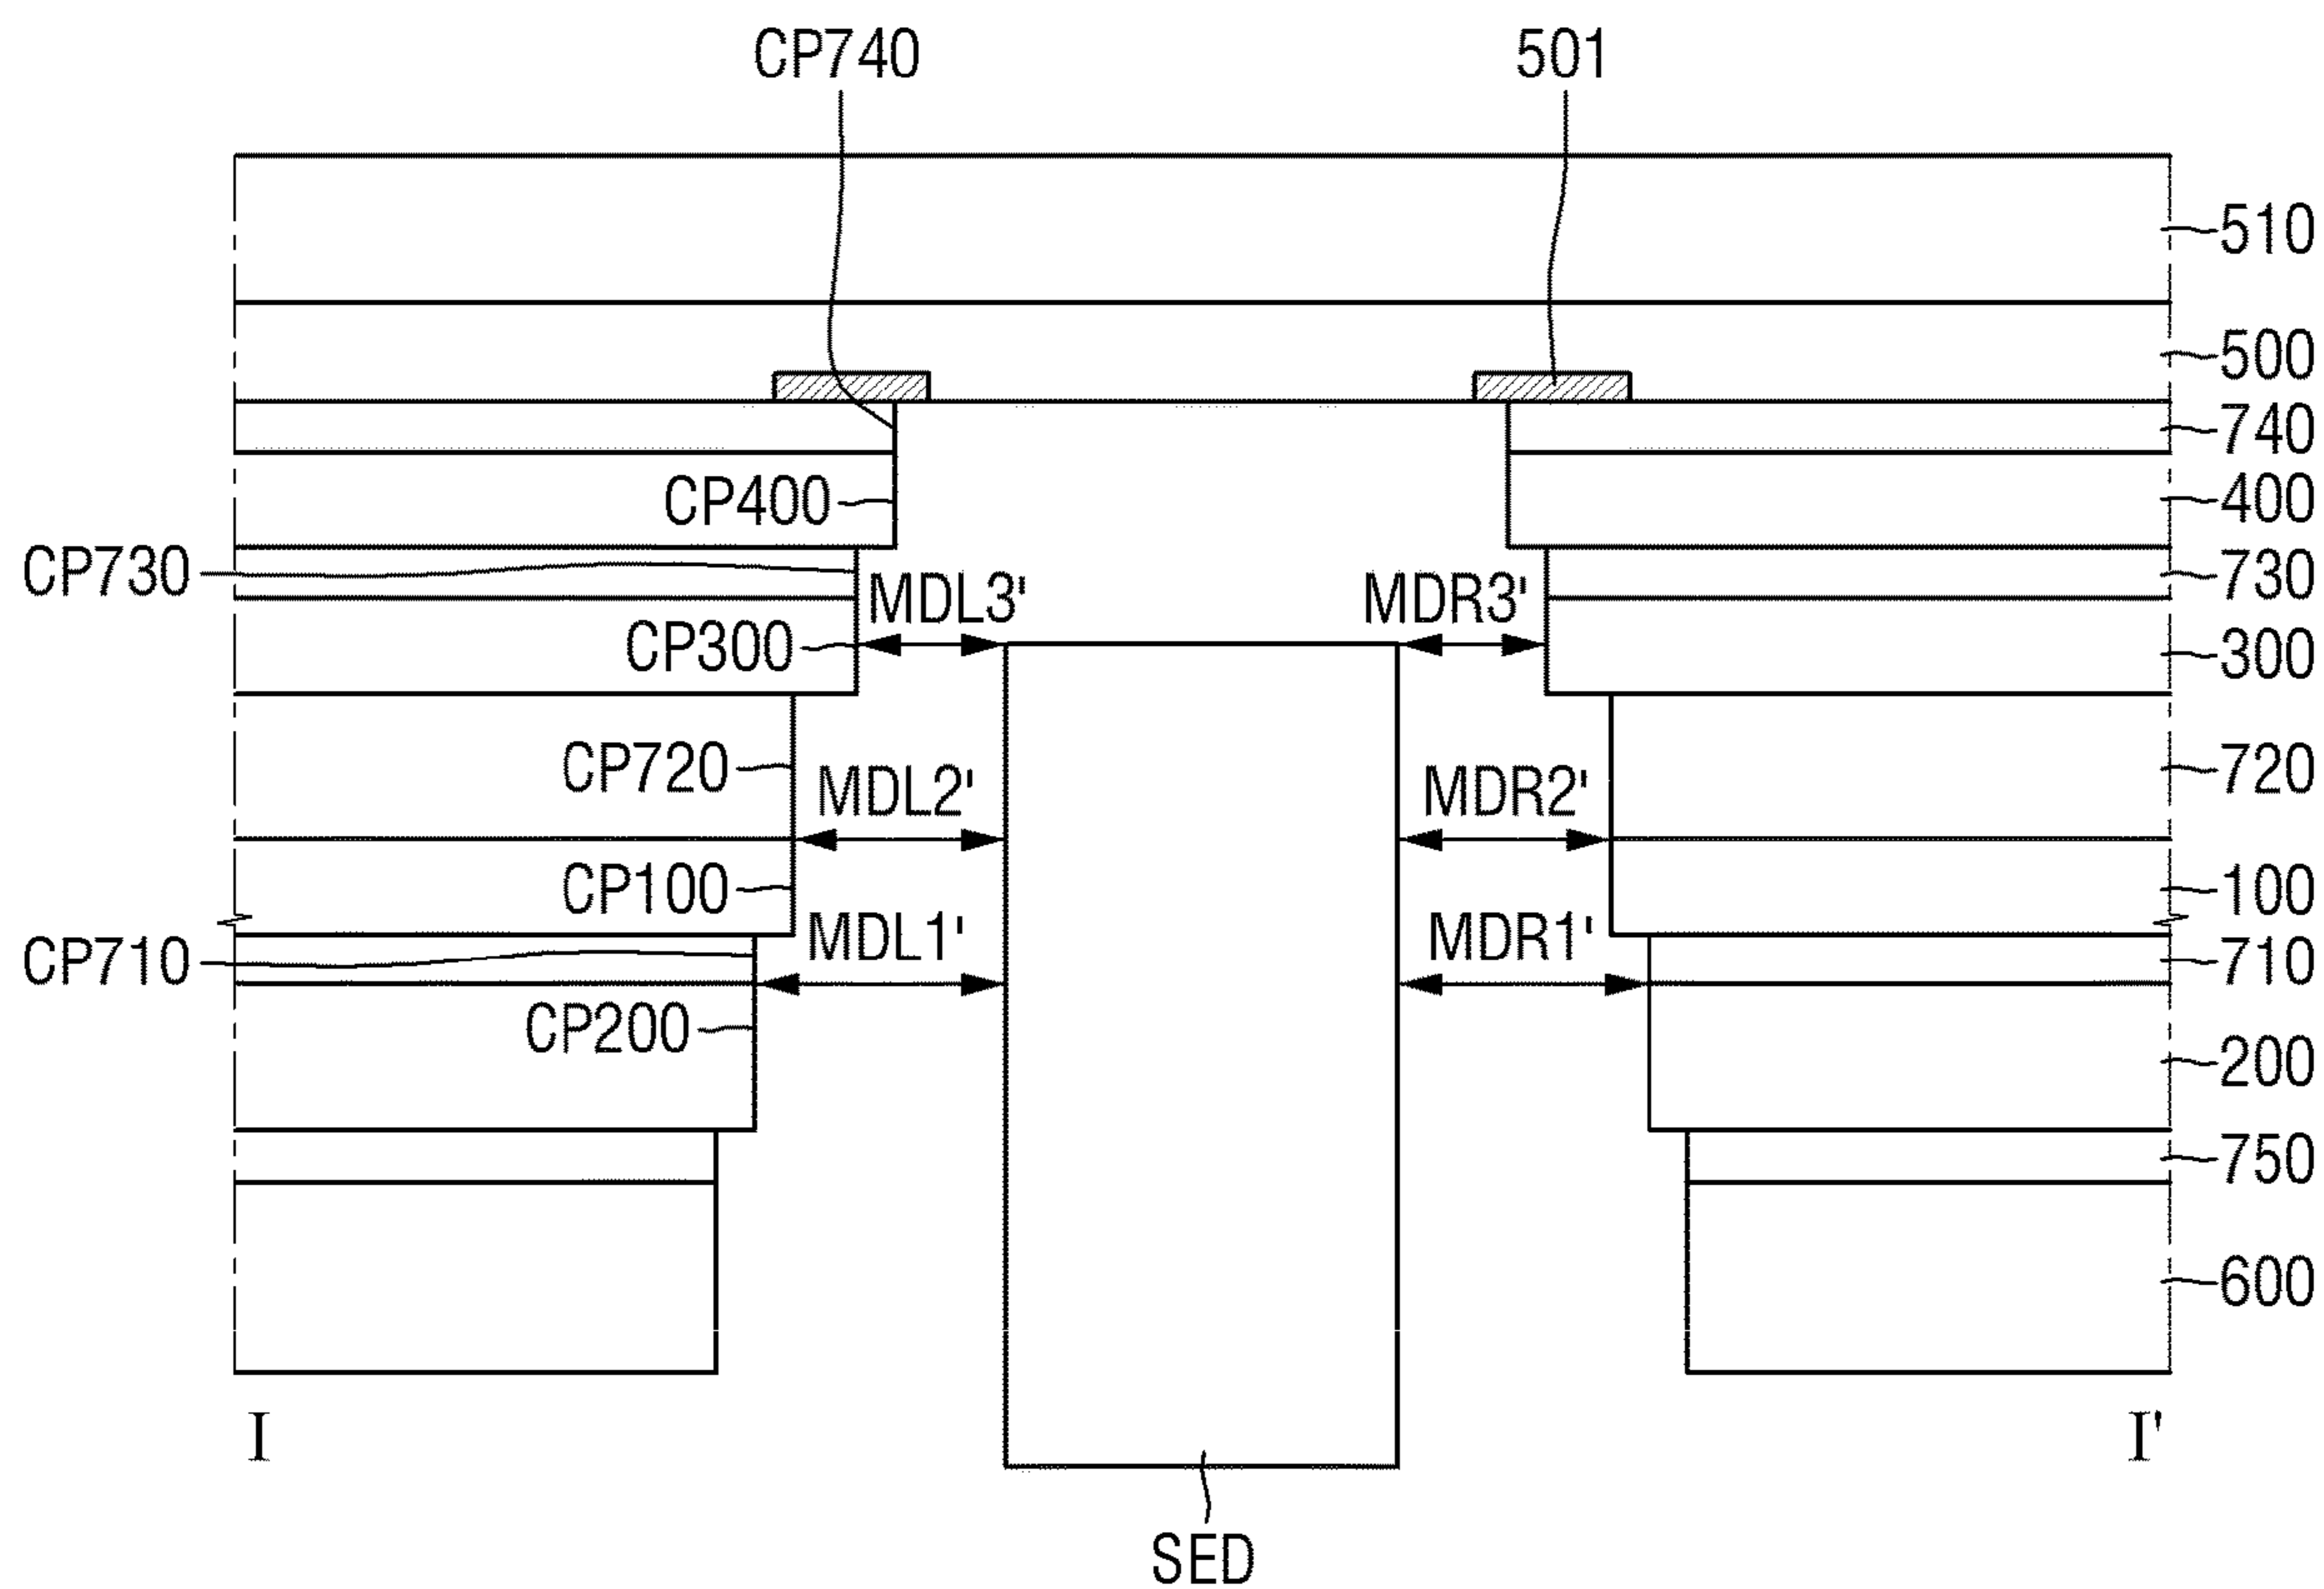 CP740 501
510
500
740
CP400 400
CP730 730
MDL3' MDR3'
CP300 300
CP720 720
MDL2' MDR2'
CP100 100
MDL1' MDR1'
CP710 710
CP200 200
750
600
I I'
SED